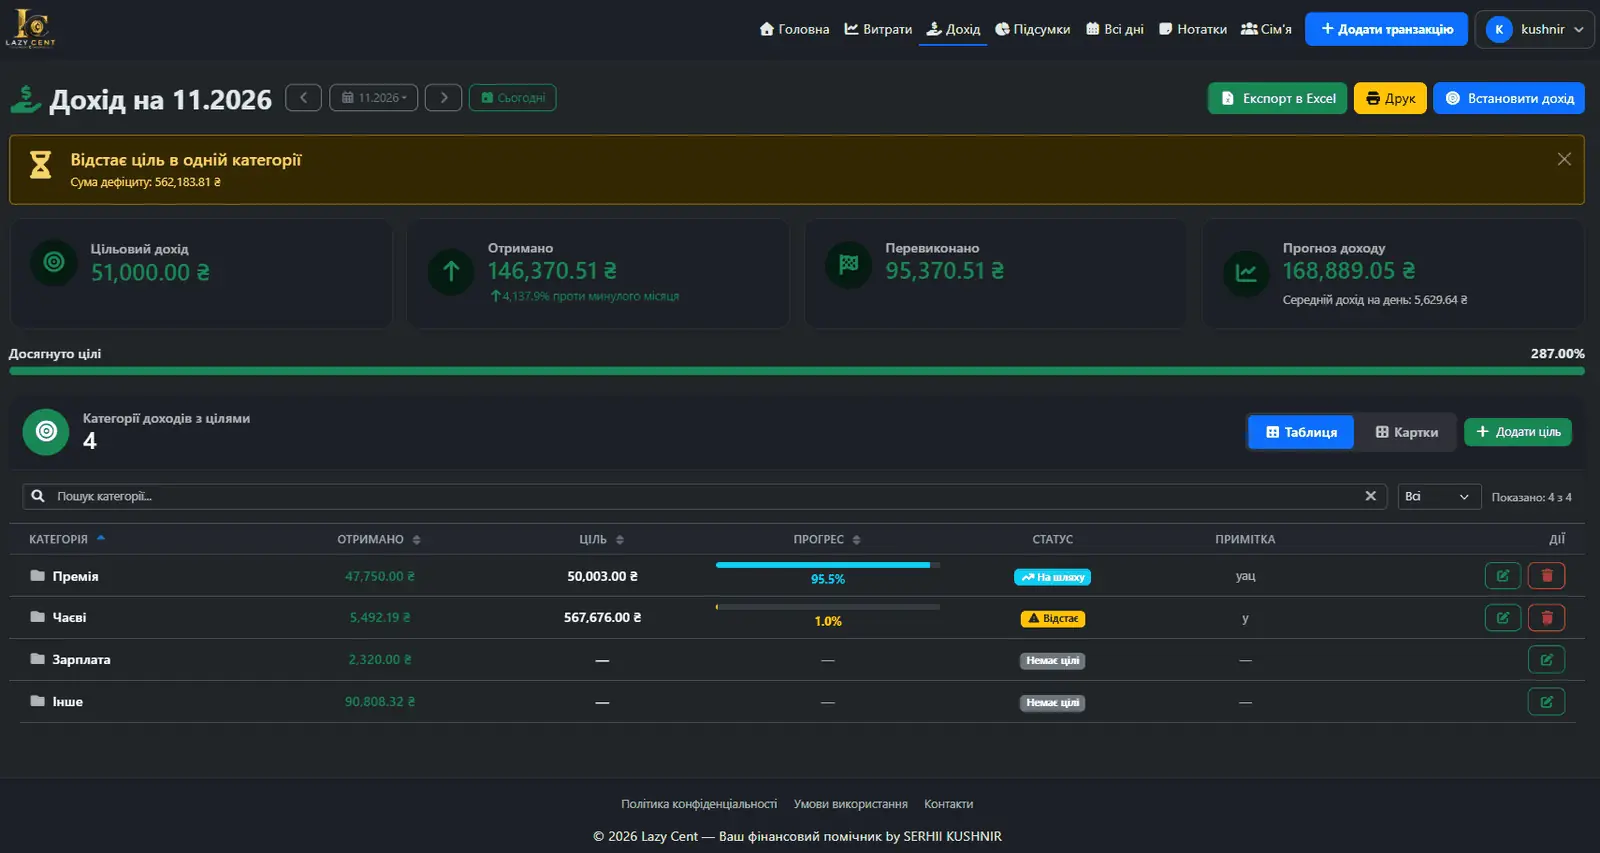 LAZY CENT
Головна Витрати Дохід Підсумки Всі дні Нотатки Сім'я + Додати транзакцію K kushnir
Дохід на 11.2026 11.2026 Сьогодні Експорт в Excel Друк Встановити дохід
Відстає ціль в одній категорії
Сума дефіциту: 562,183.81 ₴
Цільовий дохід
51,000.00 ₴
Отримано
146,370.51 ₴
4,137.9% проти минулого місяця
Перевиконано
95,370.51 ₴
Прогноз доходу
168,889.05 ₴
Середній дохід на день: 5,629.64 ₴
Досягнуто цілі 287.00%
Категорії доходів з цілями
4
Таблиця Картки + Додати ціль
Пошук категорії... Всі Показано: 4 з 4
КАТЕГОРІЯ ОТРИМАНО ЦІЛЬ ПРОГРЕС СТАТУС ПРИМІТКА ДІЇ
Премія 47,750.00 ₴ 50,003.00 ₴ 95.5% На шляху уац
Чаєві 5,492.19 ₴ 567,676.00 ₴ 1.0% Відстає у
Зарплата 2,320.00 ₴ — — Немає цілі —
Інше 90,808.32 ₴ — — Немає цілі —
Політика конфіденціальності Умови використання Контакти
© 2026 Lazy Cent — Ваш фінансовий помічник by SERHII KUSHNIR